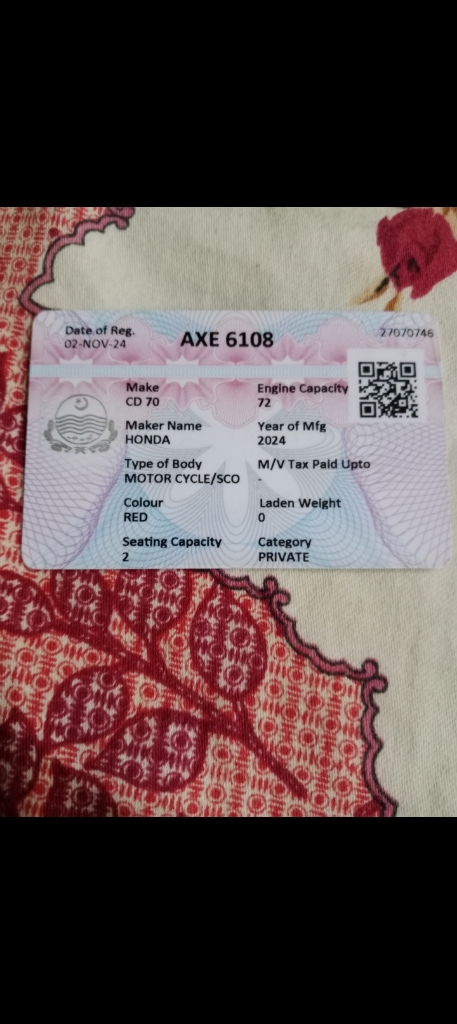 Date of Reg.
02-NOV-24
AXE 6108
27070746
Make
CD 70
Engine Capacity
72
Maker Name
HONDA
Year of Mfg
2024
Type of Body
MOTOR CYCLE/SCO
M/V Tax Paid Upto
-
Colour
RED
Laden Weight
0
Seating Capacity
2
Category
PRIVATE